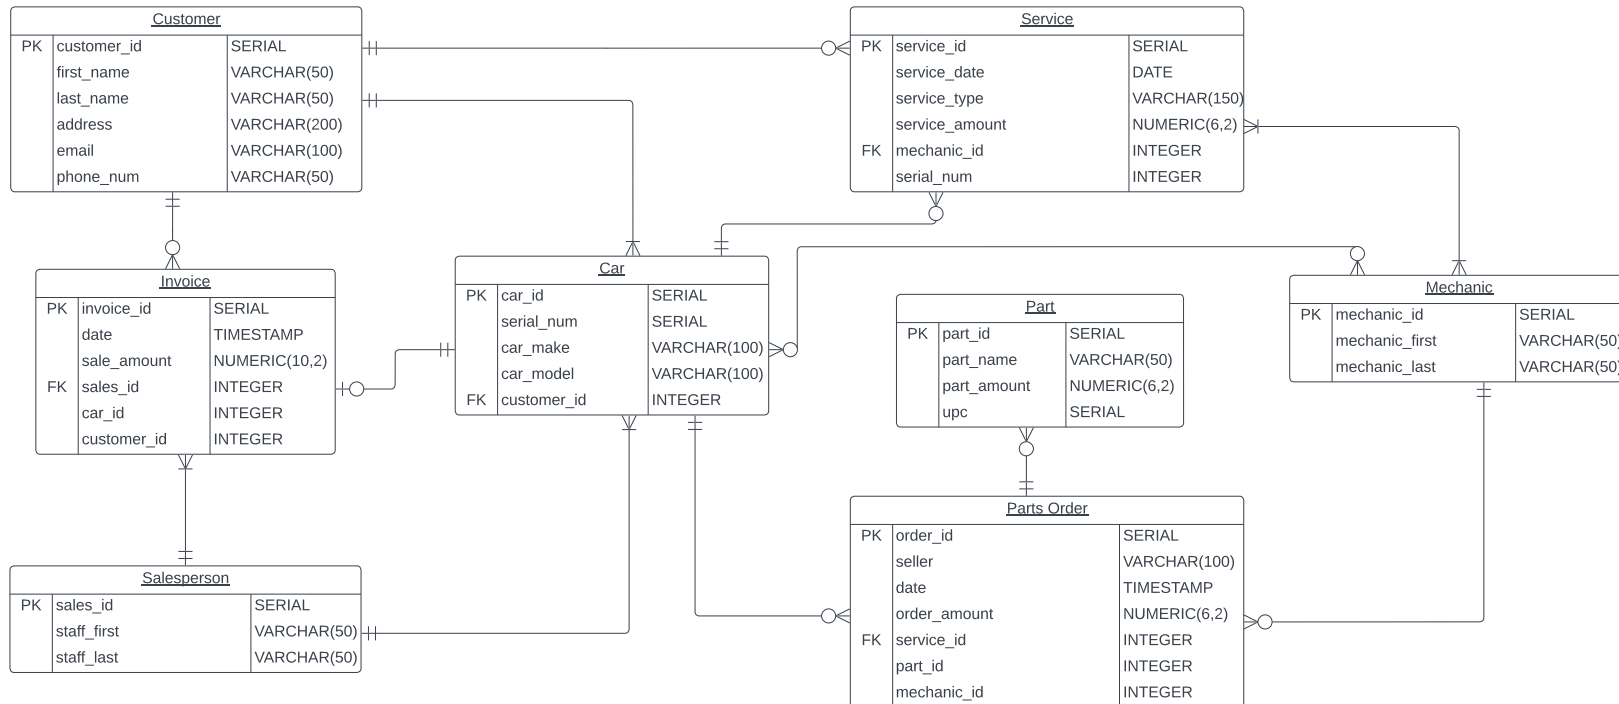 Customer
PK customer_id SERIAL
first_name VARCHAR(50)
last_name VARCHAR(50)
address VARCHAR(200)
email VARCHAR(100)
phone_num VARCHAR(50)
Service
PK service_id SERIAL
service_date DATE
service_type VARCHAR(150)
service_amount NUMERIC(6,2)
FK mechanic_id INTEGER
serial_num INTEGER
Invoice
PK invoice_id SERIAL
date TIMESTAMP
sale_amount NUMERIC(10,2)
FK sales_id INTEGER
car_id INTEGER
customer_id INTEGER
Car
PK car_id SERIAL
serial_num SERIAL
car_make VARCHAR(100)
car_model VARCHAR(100)
FK customer_id INTEGER
Part
PK part_id SERIAL
part_name VARCHAR(50)
part_amount NUMERIC(6,2)
upc SERIAL
Mechanic
PK mechanic_id SERIAL
mechanic_first VARCHAR(50)
mechanic_last VARCHAR(50)
Salesperson
PK sales_id SERIAL
staff_first VARCHAR(50)
staff_last VARCHAR(50)
Parts Order
PK order_id SERIAL
seller VARCHAR(100)
date TIMESTAMP
order_amount NUMERIC(6,2)
FK service_id INTEGER
part_id INTEGER
mechanic_id INTEGER